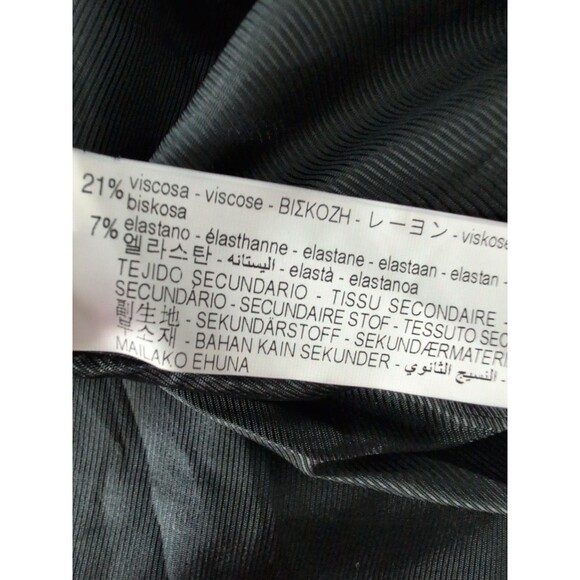 21% viscosa - viscose - ΒΙΣΚΟΖΗ - レーヨン - viskose
biskosa
7% elastano - élasthanne - elastane - elastaan - elastan -
엘라스탄 - الیستانه - elastà - elastanoa
TEJIDO SECUNDARIO - TISSU SECONDAIRE -
SECUNDÁRIO - SECUNDAIRE STOF - TESSUTO SEC
副生地 - SEKUNDÄRSTOFF - SEKUNDÆRMATERI
부소재 - BAHAN KAIN SEKUNDER - النسيج الثانوي -
MAILAKO EHUNA